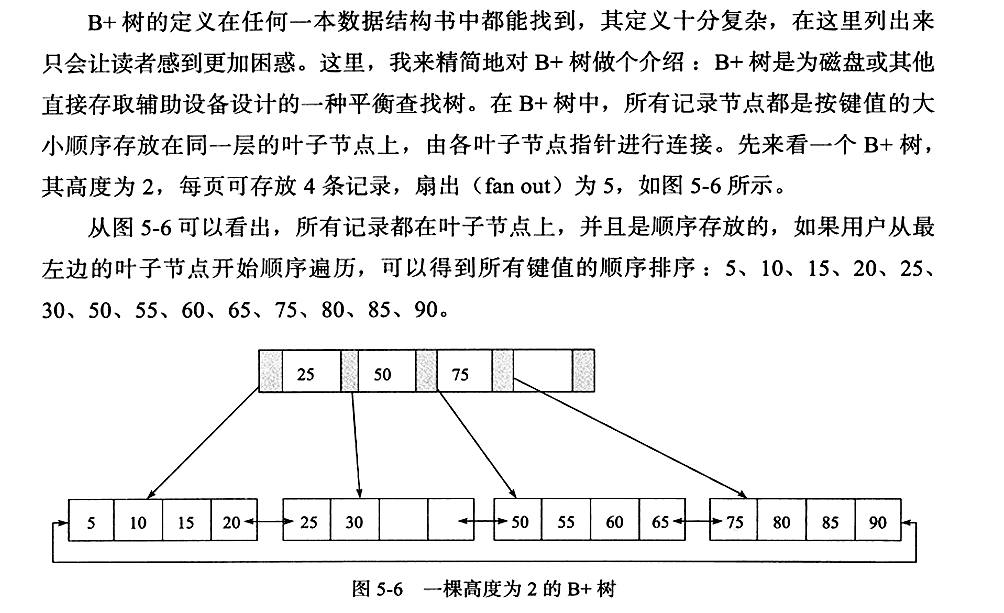 B+ 树的定义在任何一本数据结构书中都能找到，其定义十分复杂，在这里列出来
只会让读者感到更加困惑。这里，我来精简地对 B+ 树做个介绍：B+ 树是为磁盘或其他
直接存取辅助设备设计的一种平衡查找树。在 B+ 树中，所有记录节点都是按键值的大
小顺序存放在同一层的叶子节点上，由各叶子节点指针进行连接。先来看一个 B+ 树，
其高度为 2，每页可存放 4 条记录，扇出（fan out）为 5，如图 5-6 所示。
从图 5-6 可以看出，所有记录都在叶子节点上，并且是顺序存放的，如果用户从最
左边的叶子节点开始顺序遍历，可以得到所有键值的顺序排序：5、10、15、20、25、
30、50、55、60、65、75、80、85、90。
25 50 75
5 10 15 20 25 30 50 55 60 65 75 80 85 90
图 5-6 一棵高度为 2 的 B+ 树